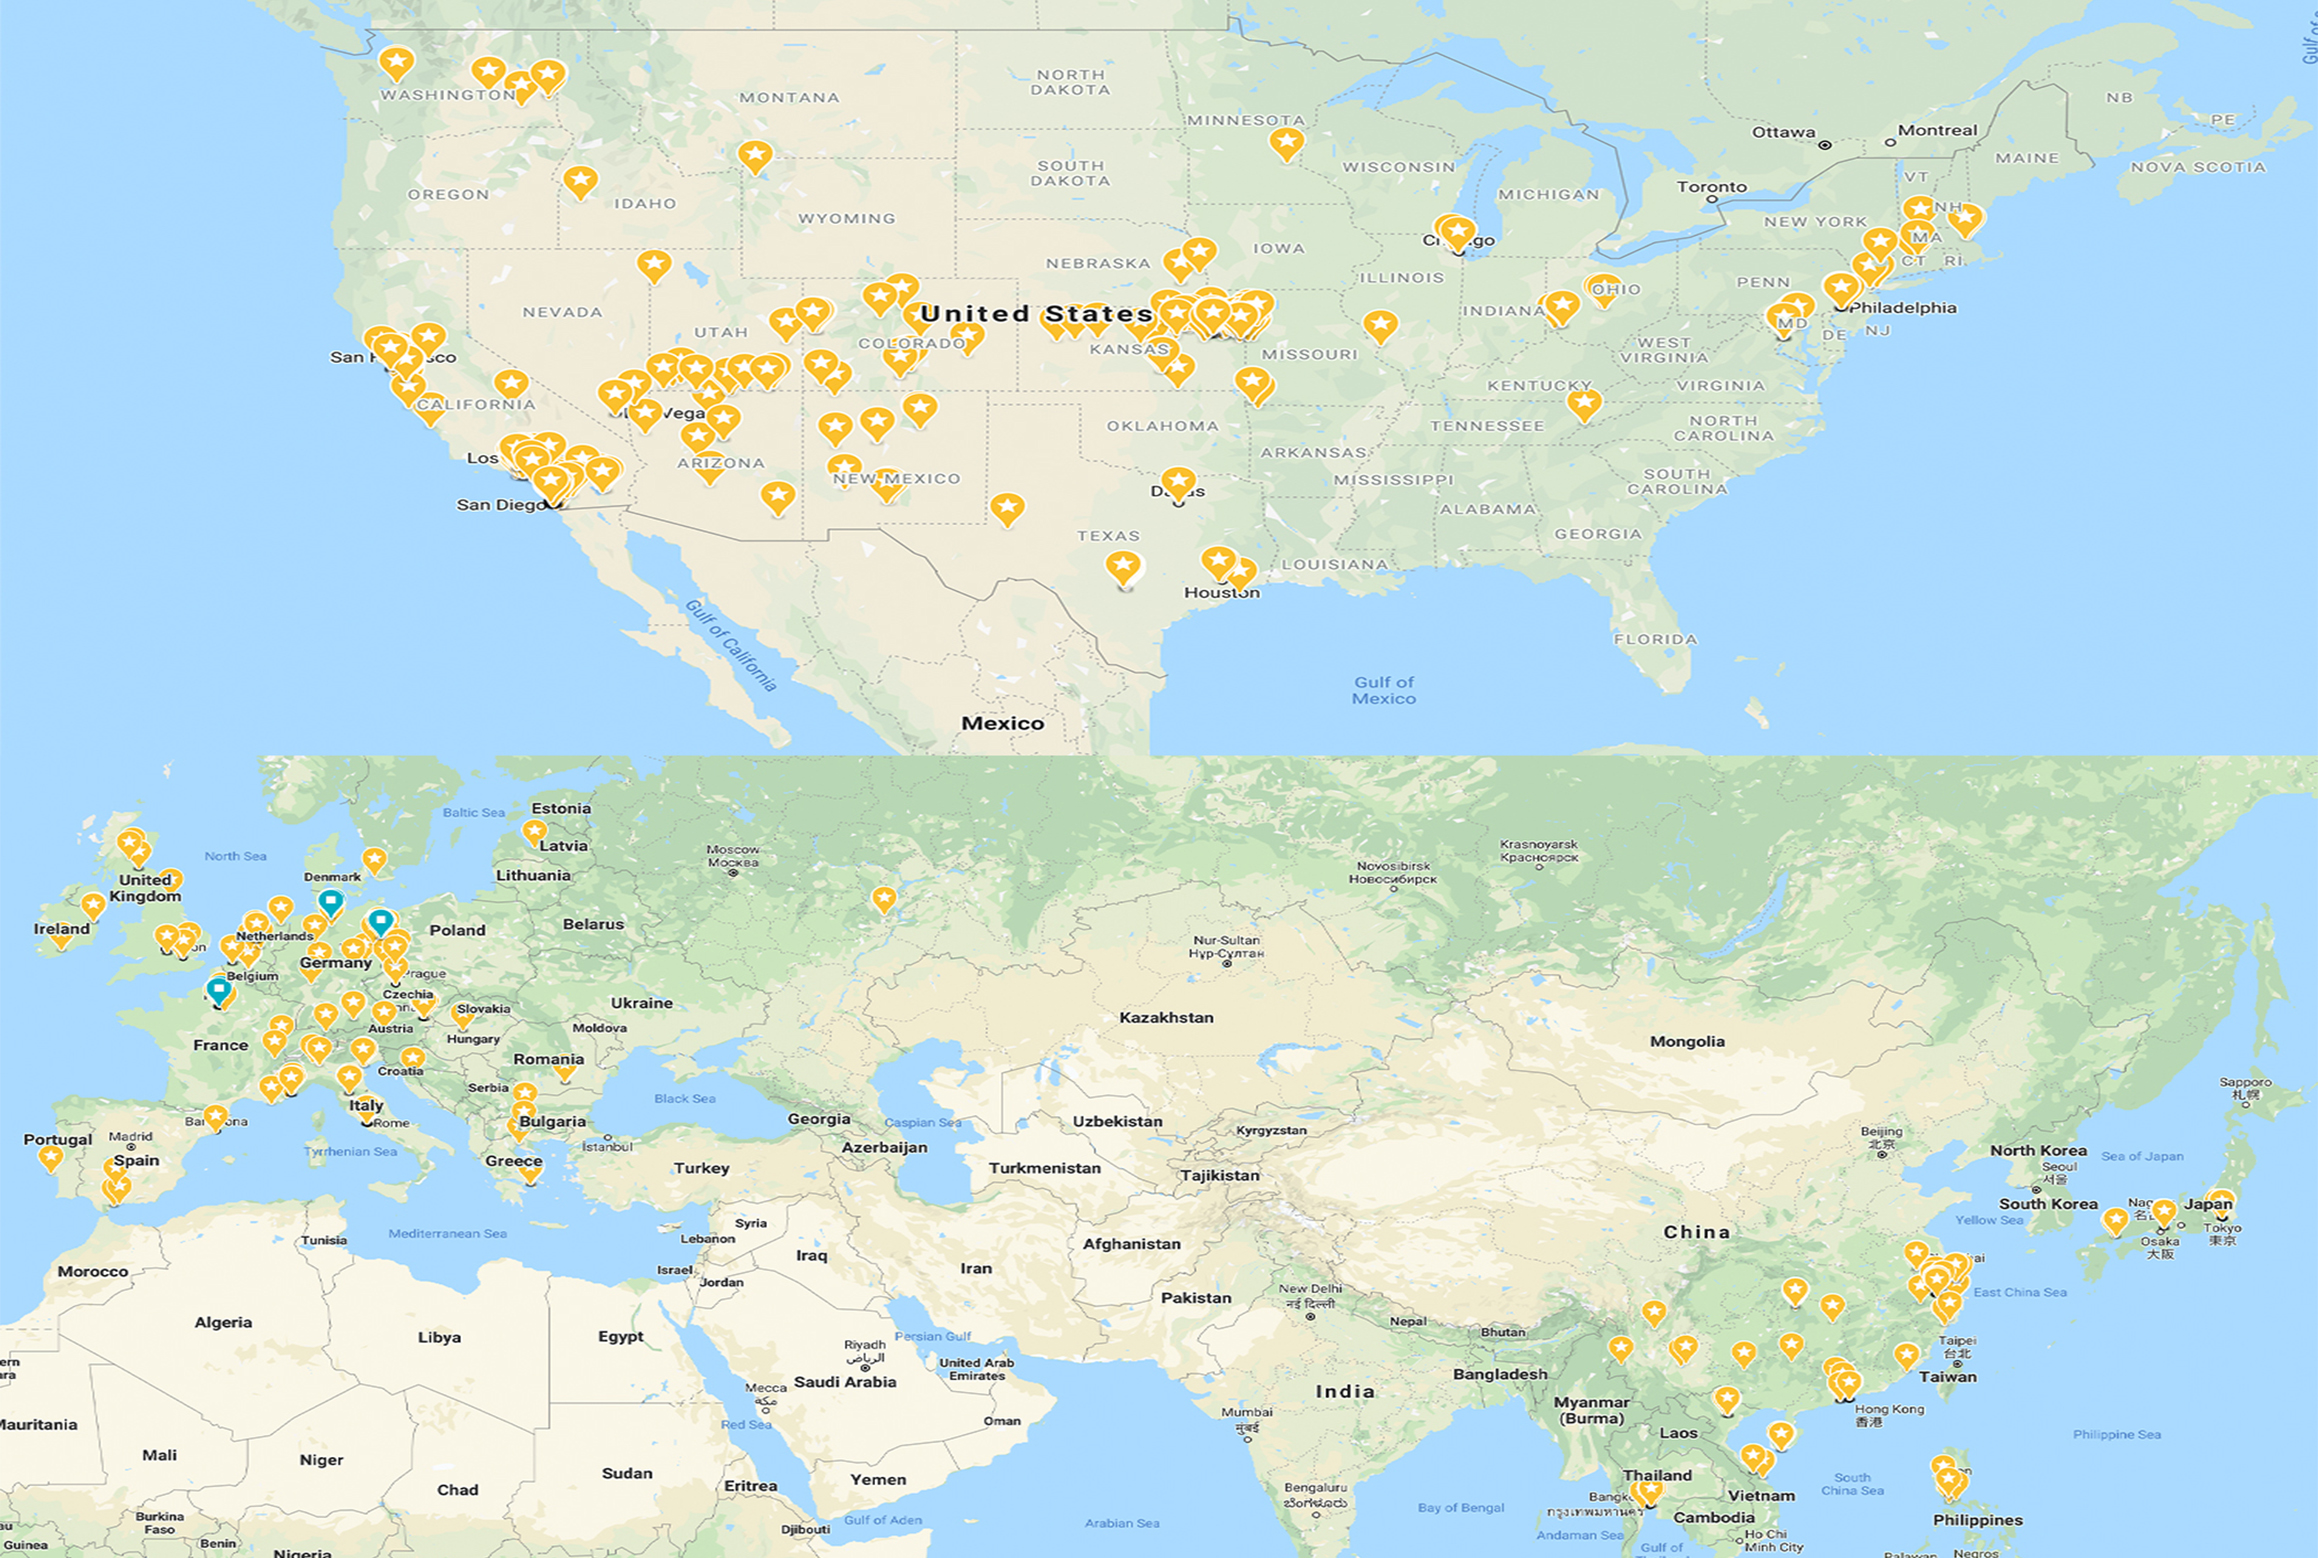 WASHINGTON
MONTANA
NORTH
DAKOTA
MINNESOTA
Ottawa
Montreal
NB
PE
Gulf of
OREGON
IDAHO
SOUTH
DAKOTA
WISCONSIN
MICHIGAN
Toronto
VT
MAINE
NOVA SCOTIA
WYOMING
NEW YORK
NH
NEBRASKA
IOWA
Chicago
MA
CT
RI
ILLINOIS
OHIO
PENN
NEVADA
UTAH
United States
INDIANA
Philadelphia
MD
DE
NJ
San Francisco
COLORADO
KANSAS
MISSOURI
WEST
VIRGINIA
KENTUCKY
VIRGINIA
CALIFORNIA
Las Vegas
OKLAHOMA
TENNESSEE
NORTH
CAROLINA
Los
ARIZONA
NEW MEXICO
ARKANSAS
MISSISSIPPI
SOUTH
CAROLINA
Dallas
San Diego
ALABAMA
GEORGIA
TEXAS
LOUISIANA
Houston
Gulf of California
FLORIDA
Gulf of
Mexico
Mexico
Baltic Sea
Estonia
North Sea
Latvia
Moscow
Москва
Krasnoyarsk
Красноярск
Novosibirsk
Новосибирск
Denmark
Lithuania
United
Kingdom
Ireland
Netherlands
Poland
Belarus
Germany
Belgium
Prague
Czechia
Nur-Sultan
Нұр-Сұлтан
Slovakia
Ukraine
Austria
Moldova
Kazakhstan
France
Hungary
Romania
Mongolia
Croatia
Serbia
Black Sea
Italy
Rome
Barcelona
Bulgaria
Georgia
Caspian Sea
Uzbekistan
Kyrgyzstan
Sapporo
札幌
Portugal
Madrid
Spain
İstanbul
Azerbaijan
Beijing
北京
North Korea
Sea of Japan
Tyrrhenian Sea
Greece
Turkey
Turkmenistan
Tajikistan
Seoul
서울
South Korea
Japan
Yellow Sea
Tokyo
東京
Osaka
大阪
Tunisia
Mediterranean Sea
Syria
Lebanon
Iraq
Iran
Afghanistan
China
Morocco
Israel
Jordan
New Delhi
नई दिल्ली
Pakistan
East China Sea
Algeria
Libya
Egypt
Persian Gulf
Nepal
Bhutan
Riyadh
الرياض
United Arab
Emirates
Bangladesh
Taipei
台北
Taiwan
Saudi Arabia
Mecca
مكة
India
Myanmar
(Burma)
Hong Kong
香港
Mauritania
Red Sea
Oman
Mumbai
मुंबई
Laos
Philippine Sea
Mali
Niger
Sudan
Chad
Eritrea
Yemen
Thailand
South
China Sea
Bengaluru
ಬೆಂಗಳೂರು
Bangkok
กรุงเทพมหานคร
Vietnam
Burkina
Faso
Gulf of Aden
Arabian Sea
Bay of Bengal
Cambodia
Philippines
Djibouti
Andaman Sea
Guinea
Benin
Nigeria
Ho Chi
Minh City
Gulf of
Palawan
Negros